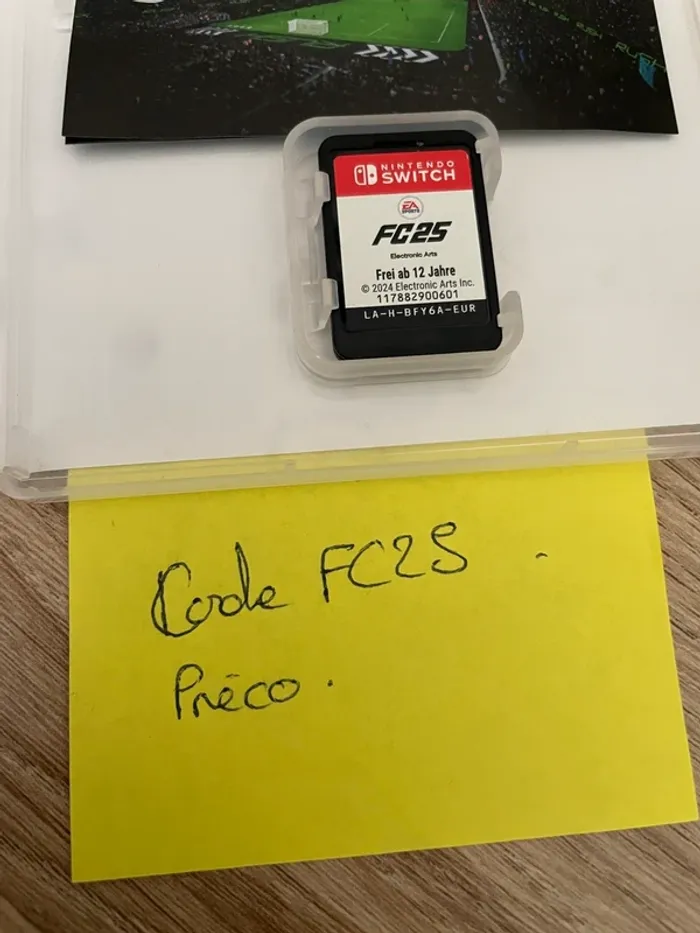 Rush
NINTENDO
SWITCH
EA
SPORTS
FC25
Electronic Arts
Frei ab 12 Jahre
© 2024 Electronic Arts Inc.
117882900601
LA-H-BFY6A-EUR
Code FC25
Préco.